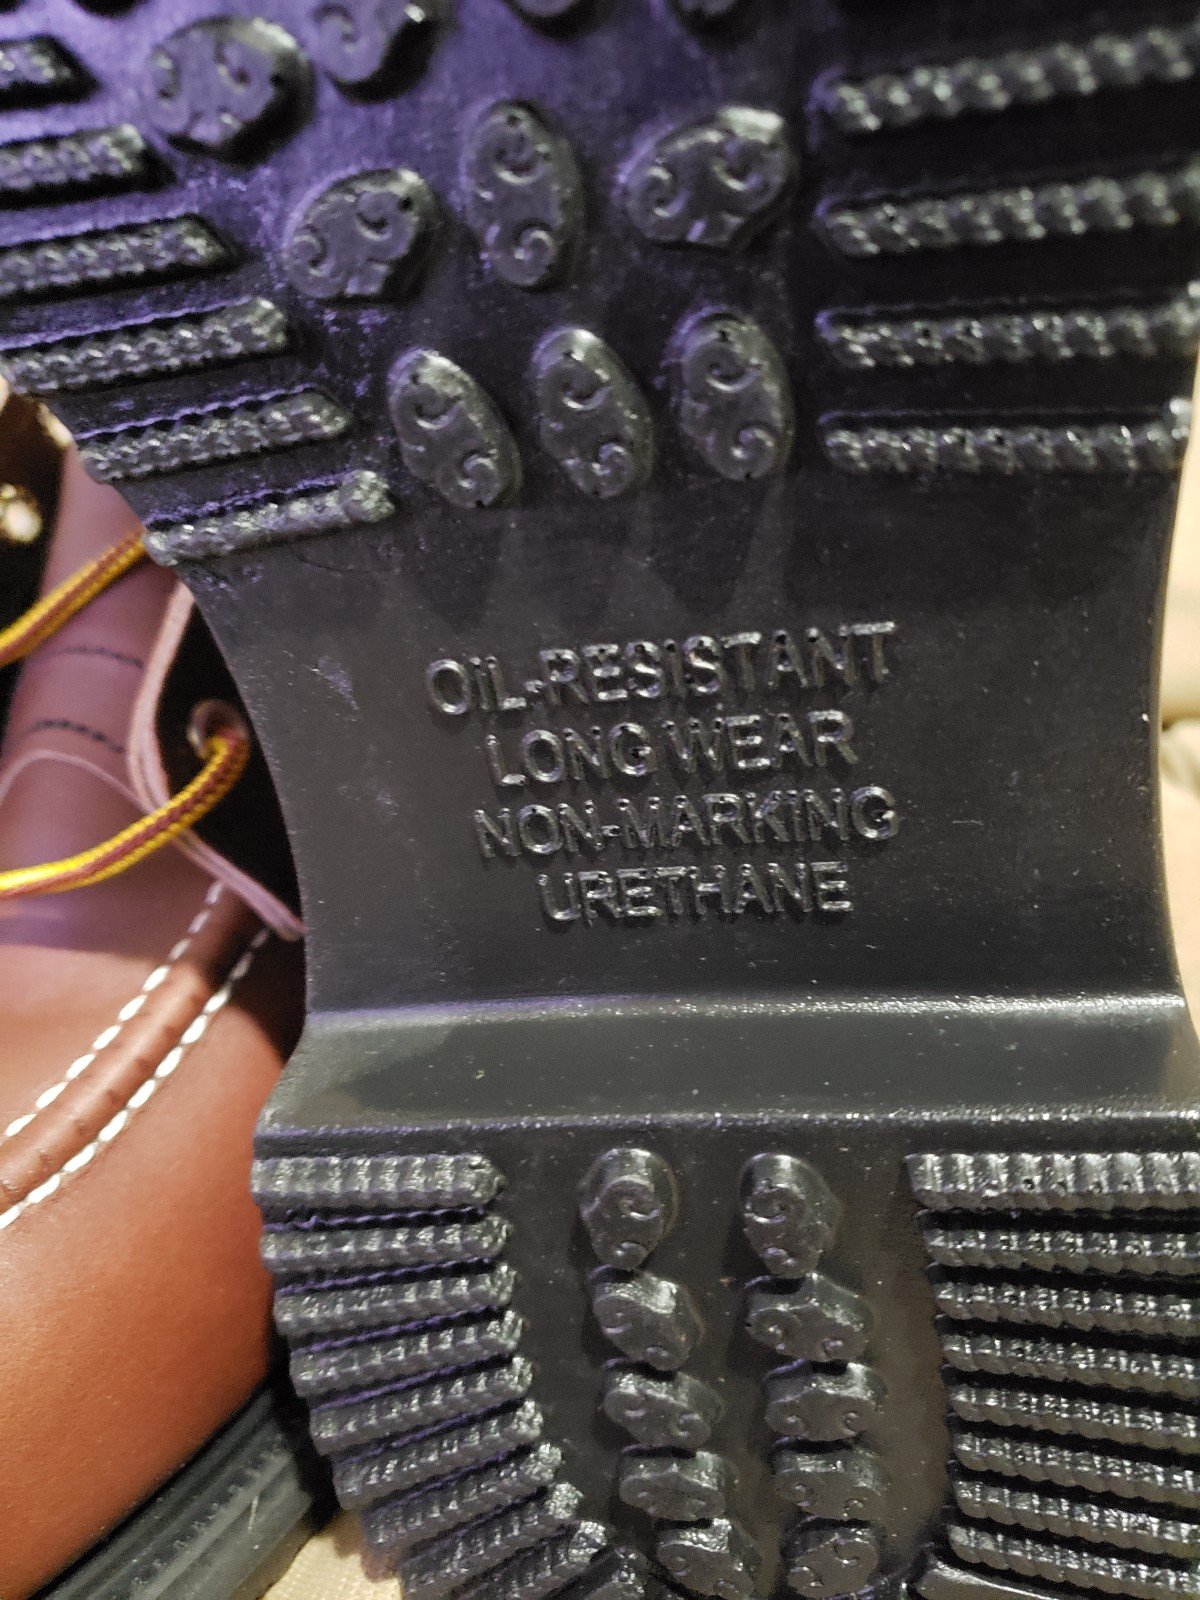 OiL-RESiSTANT
LONG WEAR
NON-MARKiNG
URETHANE